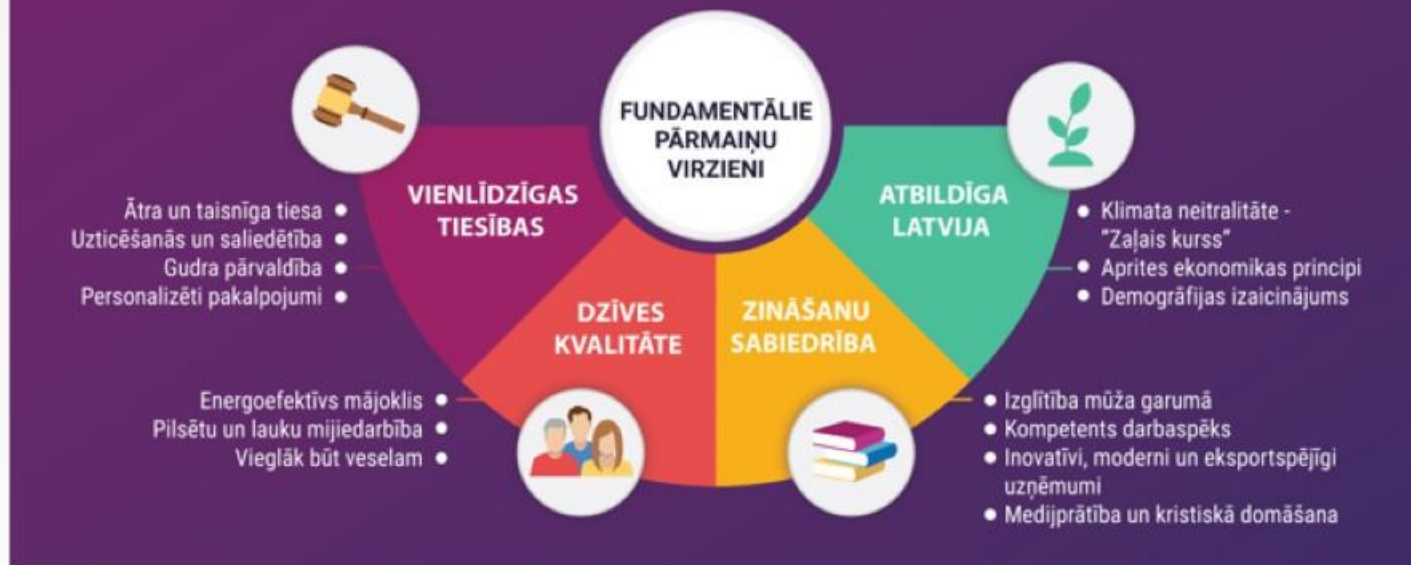 FUNDAMENTĀLIE
PĀRMAIŅU
VIRZIENI
VIENLĪDZĪGAS
TIESĪBAS
Ātra un taisnīga tiesa
Uzticēšanās un saliedētība
Gudra pārvaldība
Personalizēti pakalpojumi
DZĪVES
KVALITĀTE
Energoefektīvs mājoklis
Pilsētu un lauku mijiedarbība
Vieglāk būt veselam
ZINĀŠANU
SABIEDRĪBA
Izglītība mūža garumā
Kompetents darbaspēks
Inovatīvi, moderni un eksportspējīgi
uzņēmumi
Medijprātība un kristiskā domāšana
ATBILDĪGA
LATVIJA
Klimata neitralitāte -
"Zaļais kurss"
Aprites ekonomikas principi
Demogrāfijas izaicinājums